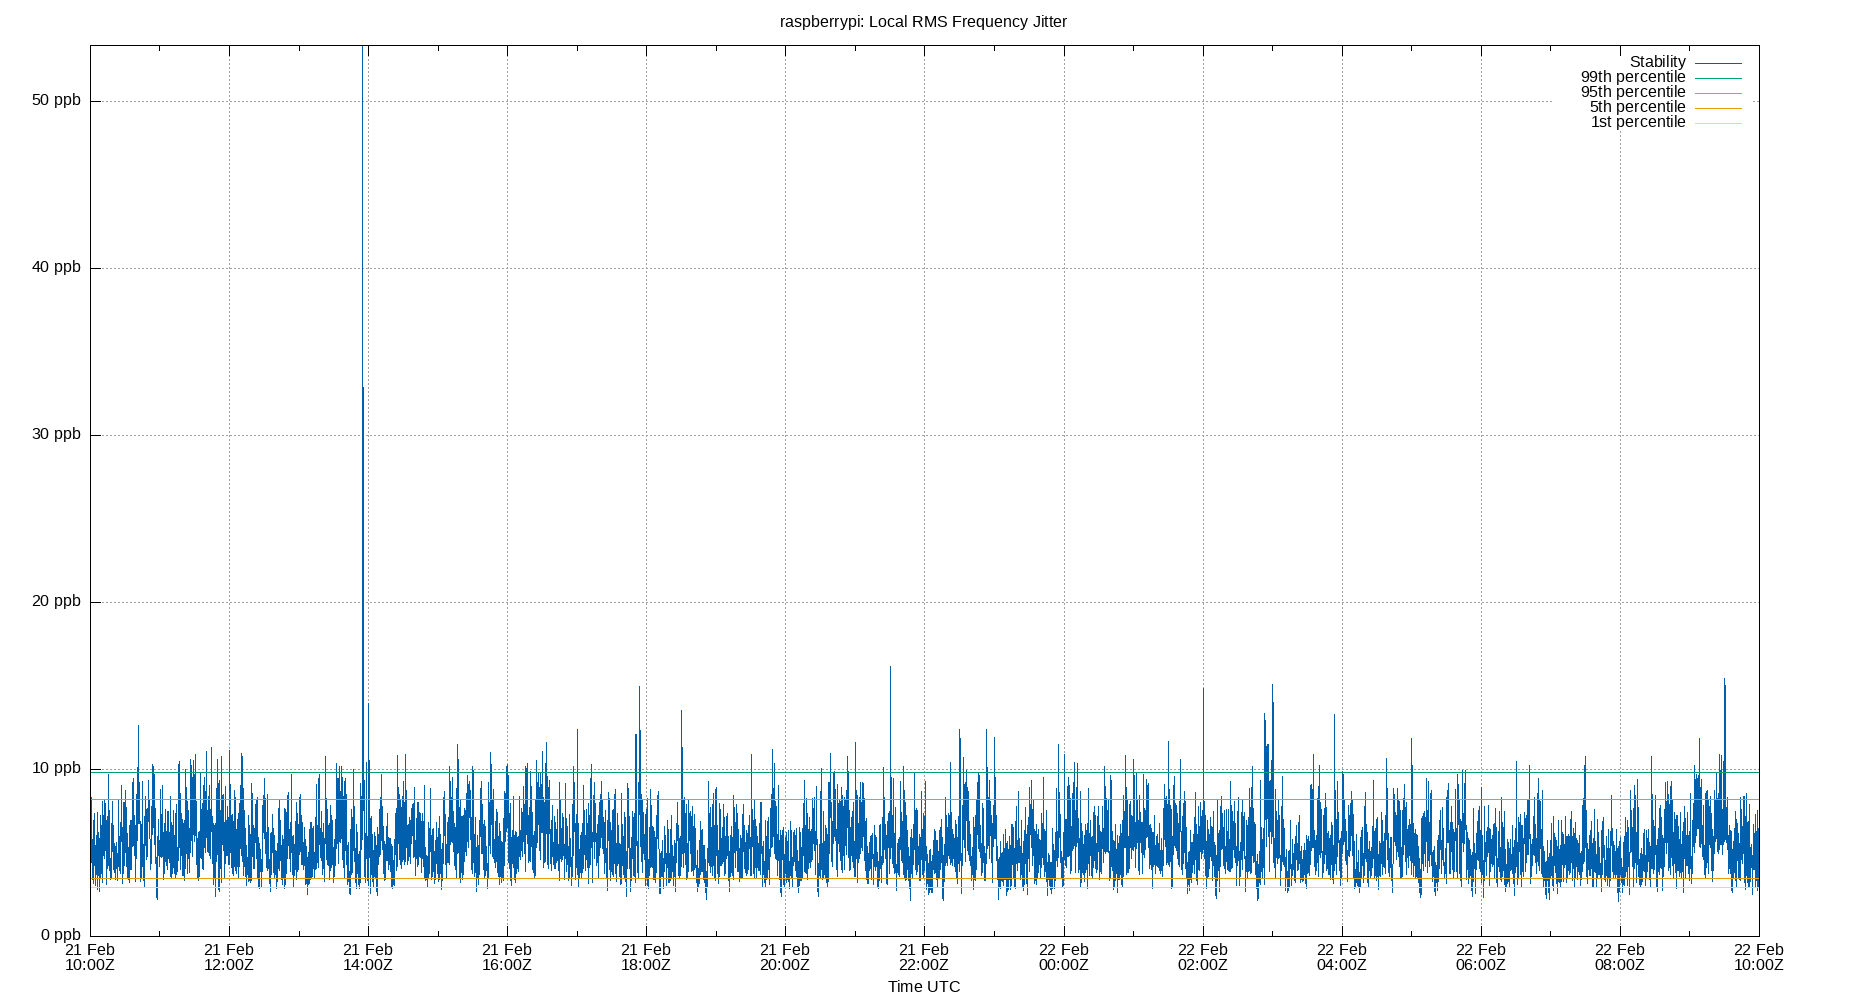 raspberrypi: Local RMS Frequency Jitter
Stability
99th percentile
95th percentile
5th percentile
1st percentile
50 ppb
40 ppb
30 ppb
20 ppb
10 ppb
0 ppb
21 Feb 21 Feb 21 Feb 21 Feb 21 Feb 21 Feb 21 Feb 22 Feb 22 Feb 22 Feb 22 Feb 22 Feb 22 Feb
10:00Z 12:00Z 14:00Z 16:00Z 18:00Z 20:00Z 22:00Z 00:00Z 02:00Z 04:00Z 06:00Z 08:00Z 10:00Z
Time UTC